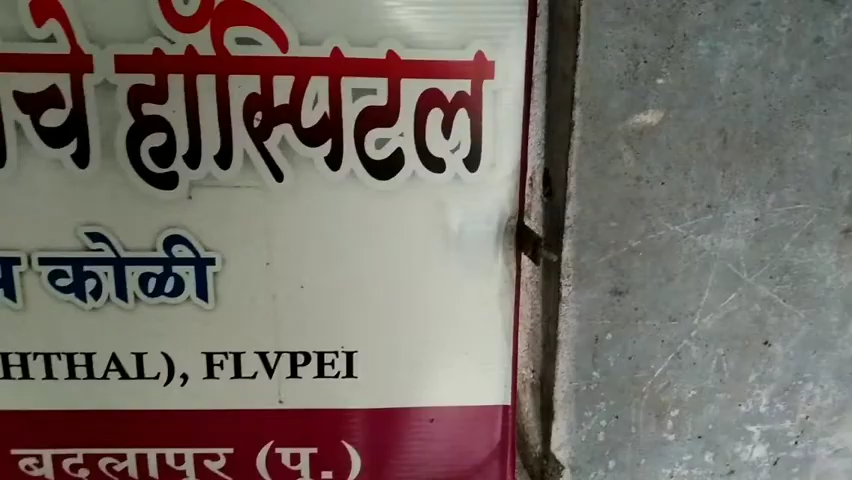 चे हॉस्पिटल
कोळी
HTHAL), FLVPEI
बदलापूर (पू.)